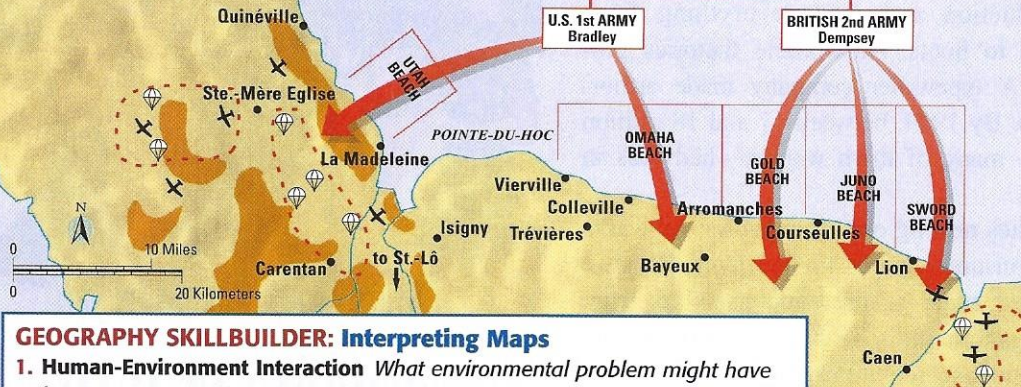 Quinéville
U.S. 1st ARMY
Bradley
BRITISH 2nd ARMY
Dempsey
UTAH
BEACH
Ste.-Mère Eglise
POINTE-DU-HOC
OMAHA
BEACH
GOLD
BEACH
JUNO
BEACH
SWORD
BEACH
La Madeleine
Vierville
Colleville
Arromanches
Isigny
Trévières
Courseulles
N
0
10 Miles
Carentan
to St.-Lô
Bayeux
Lion
0
20 Kilometers
Caen
GEOGRAPHY SKILLBUILDER: Interpreting Maps
1. Human-Environment Interaction What environmental problem might have